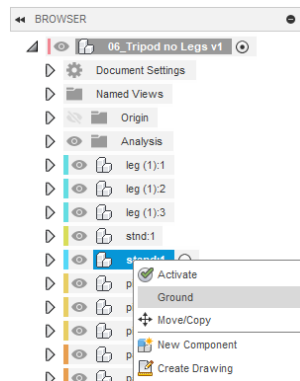 BROWSER
06_Tripod no Legs v1
Document Settings
Named Views
Origin
Analysis
leg (1):1
leg (1):2
leg (1):3
stnd:1
Activate
p
Ground
p
Move/Copy
p
New Component
p
Create Drawing
p